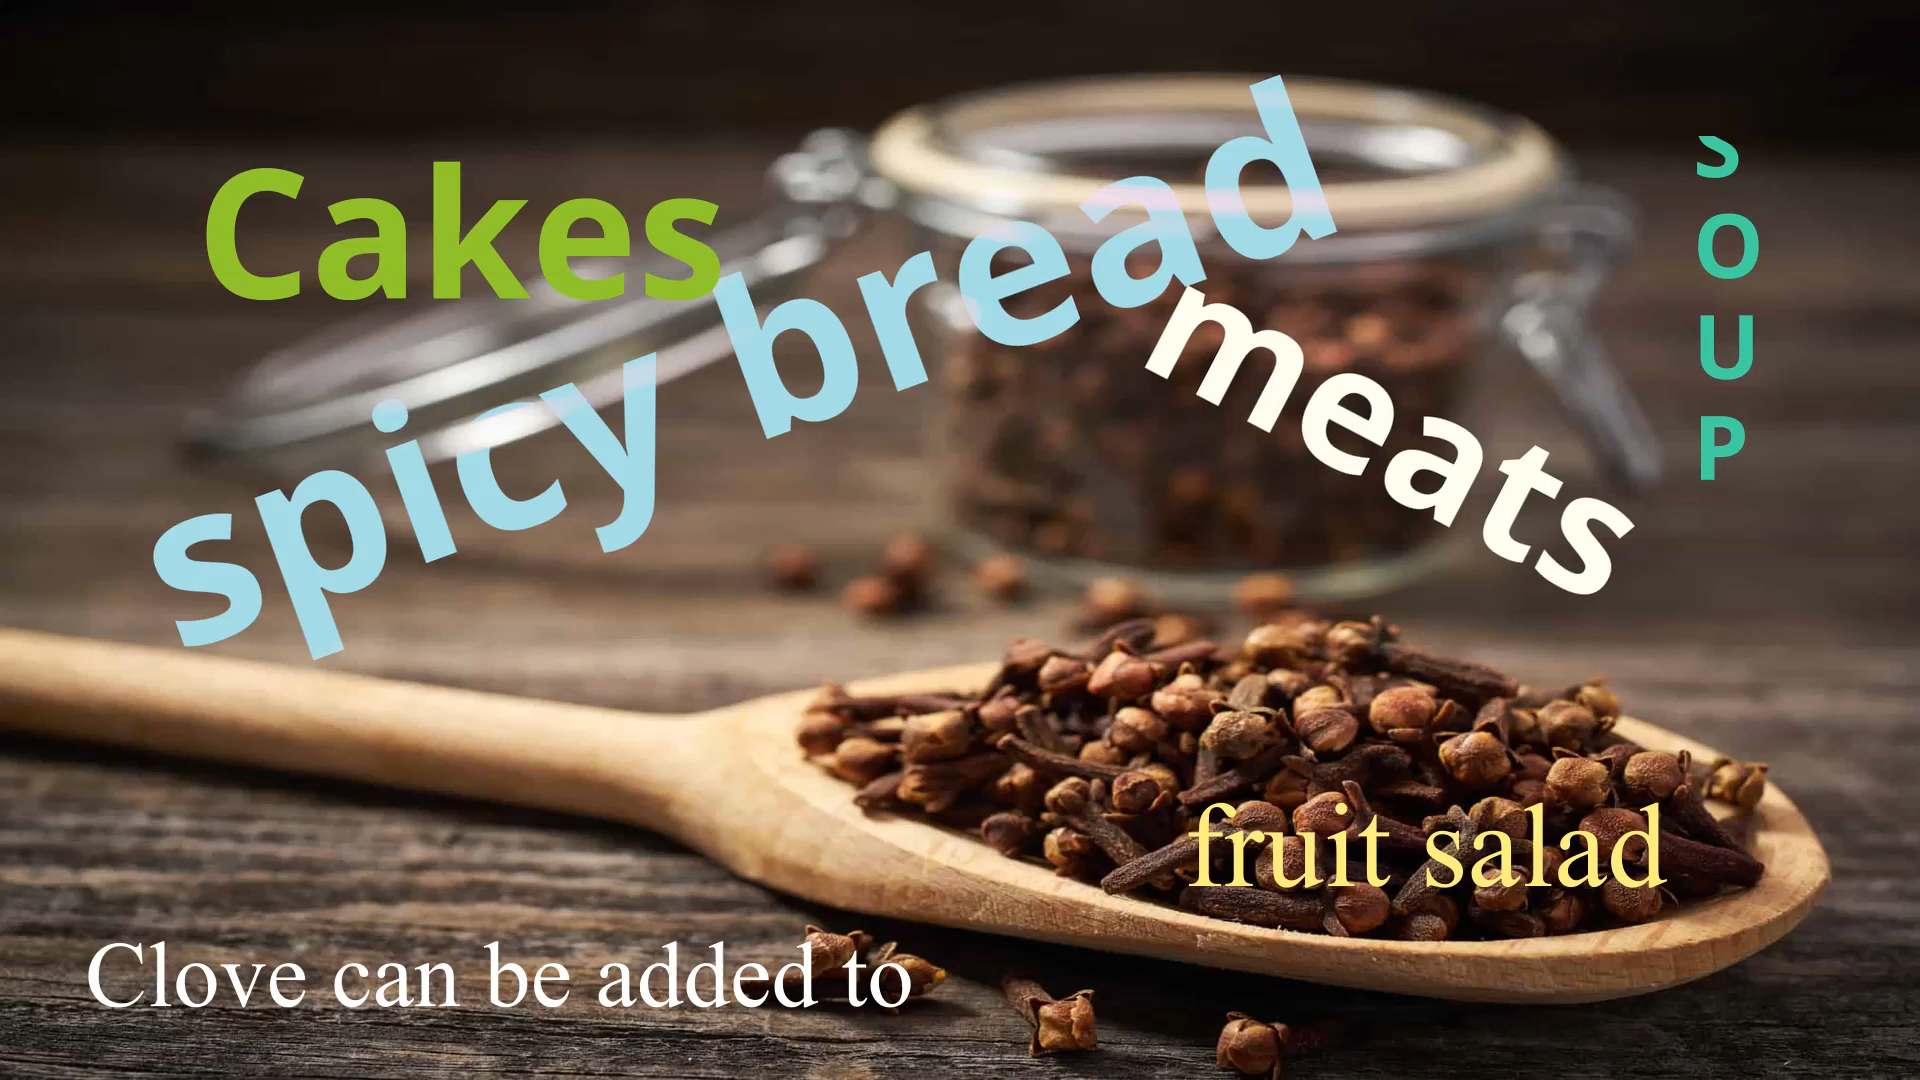 Cakes
spicy bread
meats
SOUP
fruit salad
Clove can be added to